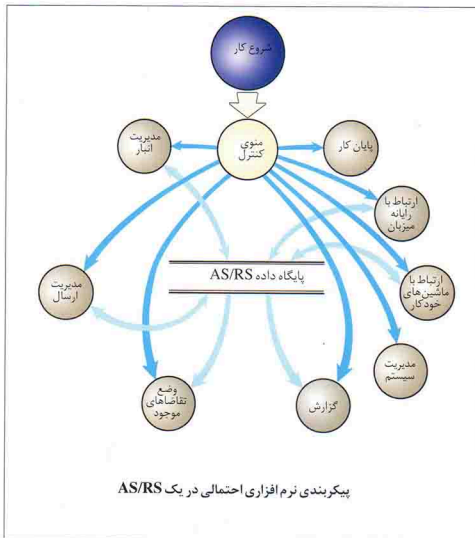 شروع کار
منوی
کنترل
مدیریت
انبار
پایان کار
ارتباط با
رایانه
میزبان
پایگاه داده AS/RS
ارتباط با
ماشین‌های
خودکار
مدیریت
ارسال
مدیریت
سیستم
وضع
تقاضاهای
موجود
گزارش
پیکربندی نرم افزاری احتمالی در یک AS/RS